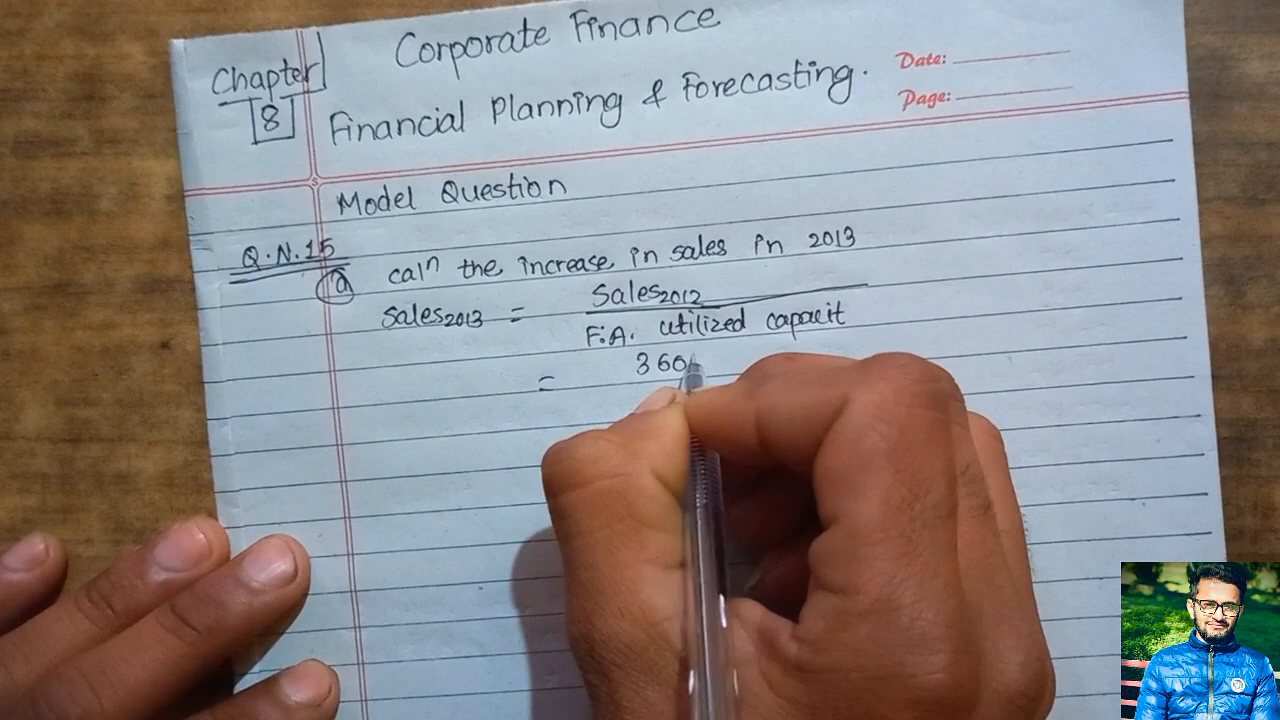 Corporate Finance
Chapter 8
Financial Planning & Forecasting.
Date:
Page:
Model Question
Q.N.15
a calⁿ the increase in sales in 2013
Sales2013 = Sales2012
F.A. utilized capacit
= 360